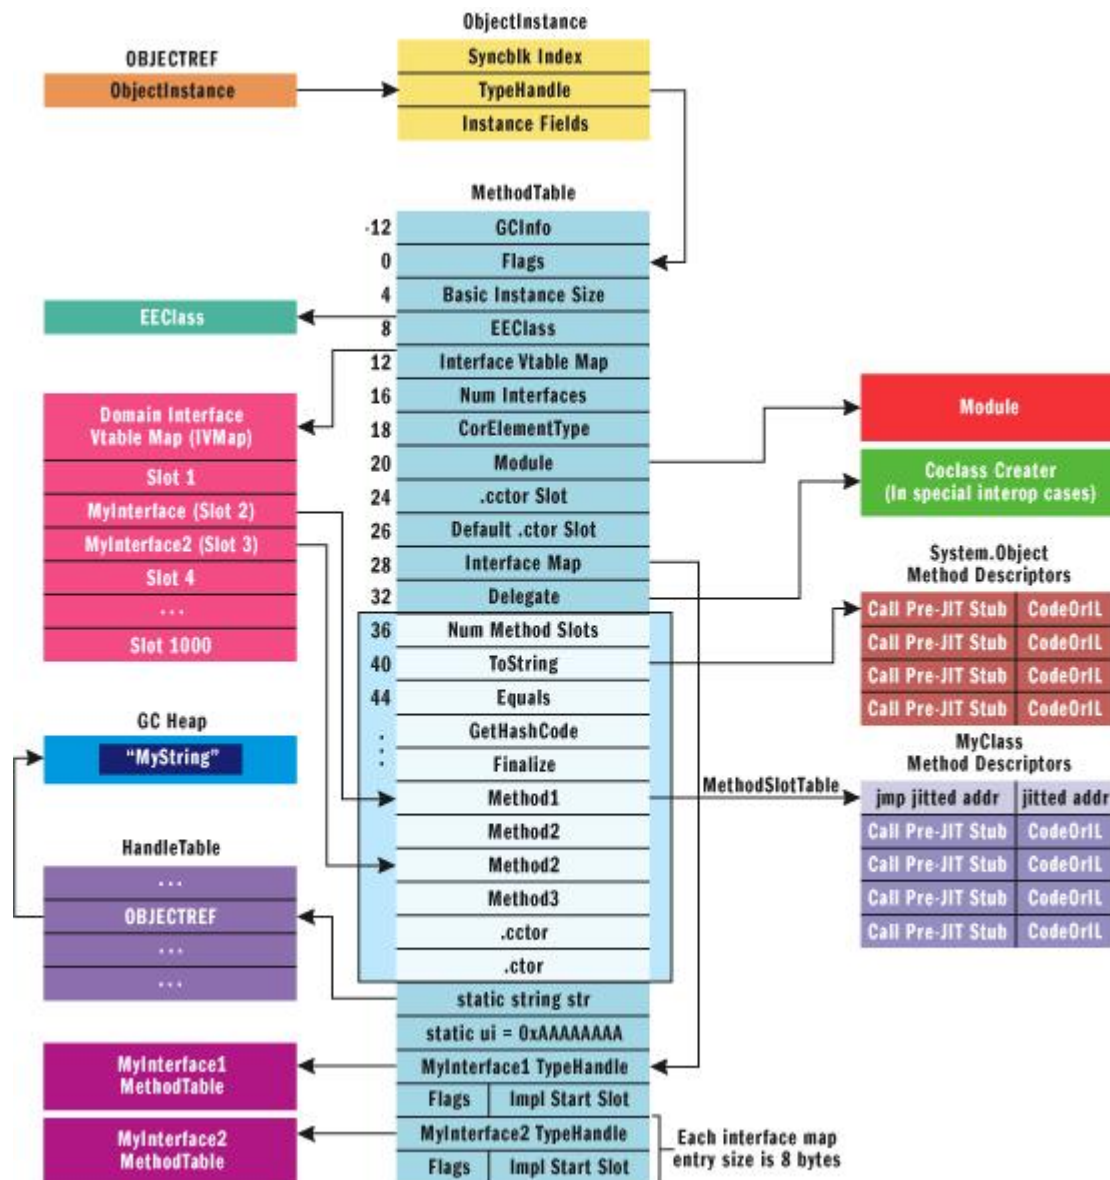 ObjectInstance
Syncblk Index
TypeHandle
Instance Fields
OBJECTREF
ObjectInstance
MethodTable
-12 GCInfo
0 Flags
4 Basic Instance Size
8 EEClass
12 Interface Vtable Map
16 Num Interfaces
18 CorElementType
20 Module
24 .cctor Slot
26 Default .ctor Slot
28 Interface Map
32 Delegate
36 Num Method Slots
40 ToString
44 Equals
GetHashCode
Finalize
Method1
Method2
Method2
Method3
.cctor
.ctor
static string str
static ui = 0xAAAAAAAA
MyInterface1 TypeHandle
Flags Impl Start Slot
MyInterface2 TypeHandle
Flags Impl Start Slot
EEClass
Domain Interface
Vtable Map (IVMap)
Slot 1
MyInterface (Slot 2)
MyInterface2 (Slot 3)
Slot 4
...
Slot 1000
GC Heap
“MyString”
HandleTable
...
OBJECTREF
...
...
MyInterface1
MethodTable
MyInterface2
MethodTable
Module
Coclass Creater
(In special interop cases)
System.Object
Method Descriptors
Call Pre-JIT Stub CodeOrIL
Call Pre-JIT Stub CodeOrIL
Call Pre-JIT Stub CodeOrIL
Call Pre-JIT Stub CodeOrIL
MyClass
Method Descriptors
MethodSlotTable
jmp jitted addr jitted addr
Call Pre-JIT Stub CodeOrIL
Call Pre-JIT Stub CodeOrIL
Call Pre-JIT Stub CodeOrIL
Call Pre-JIT Stub CodeOrIL
Each interface map
entry size is 8 bytes